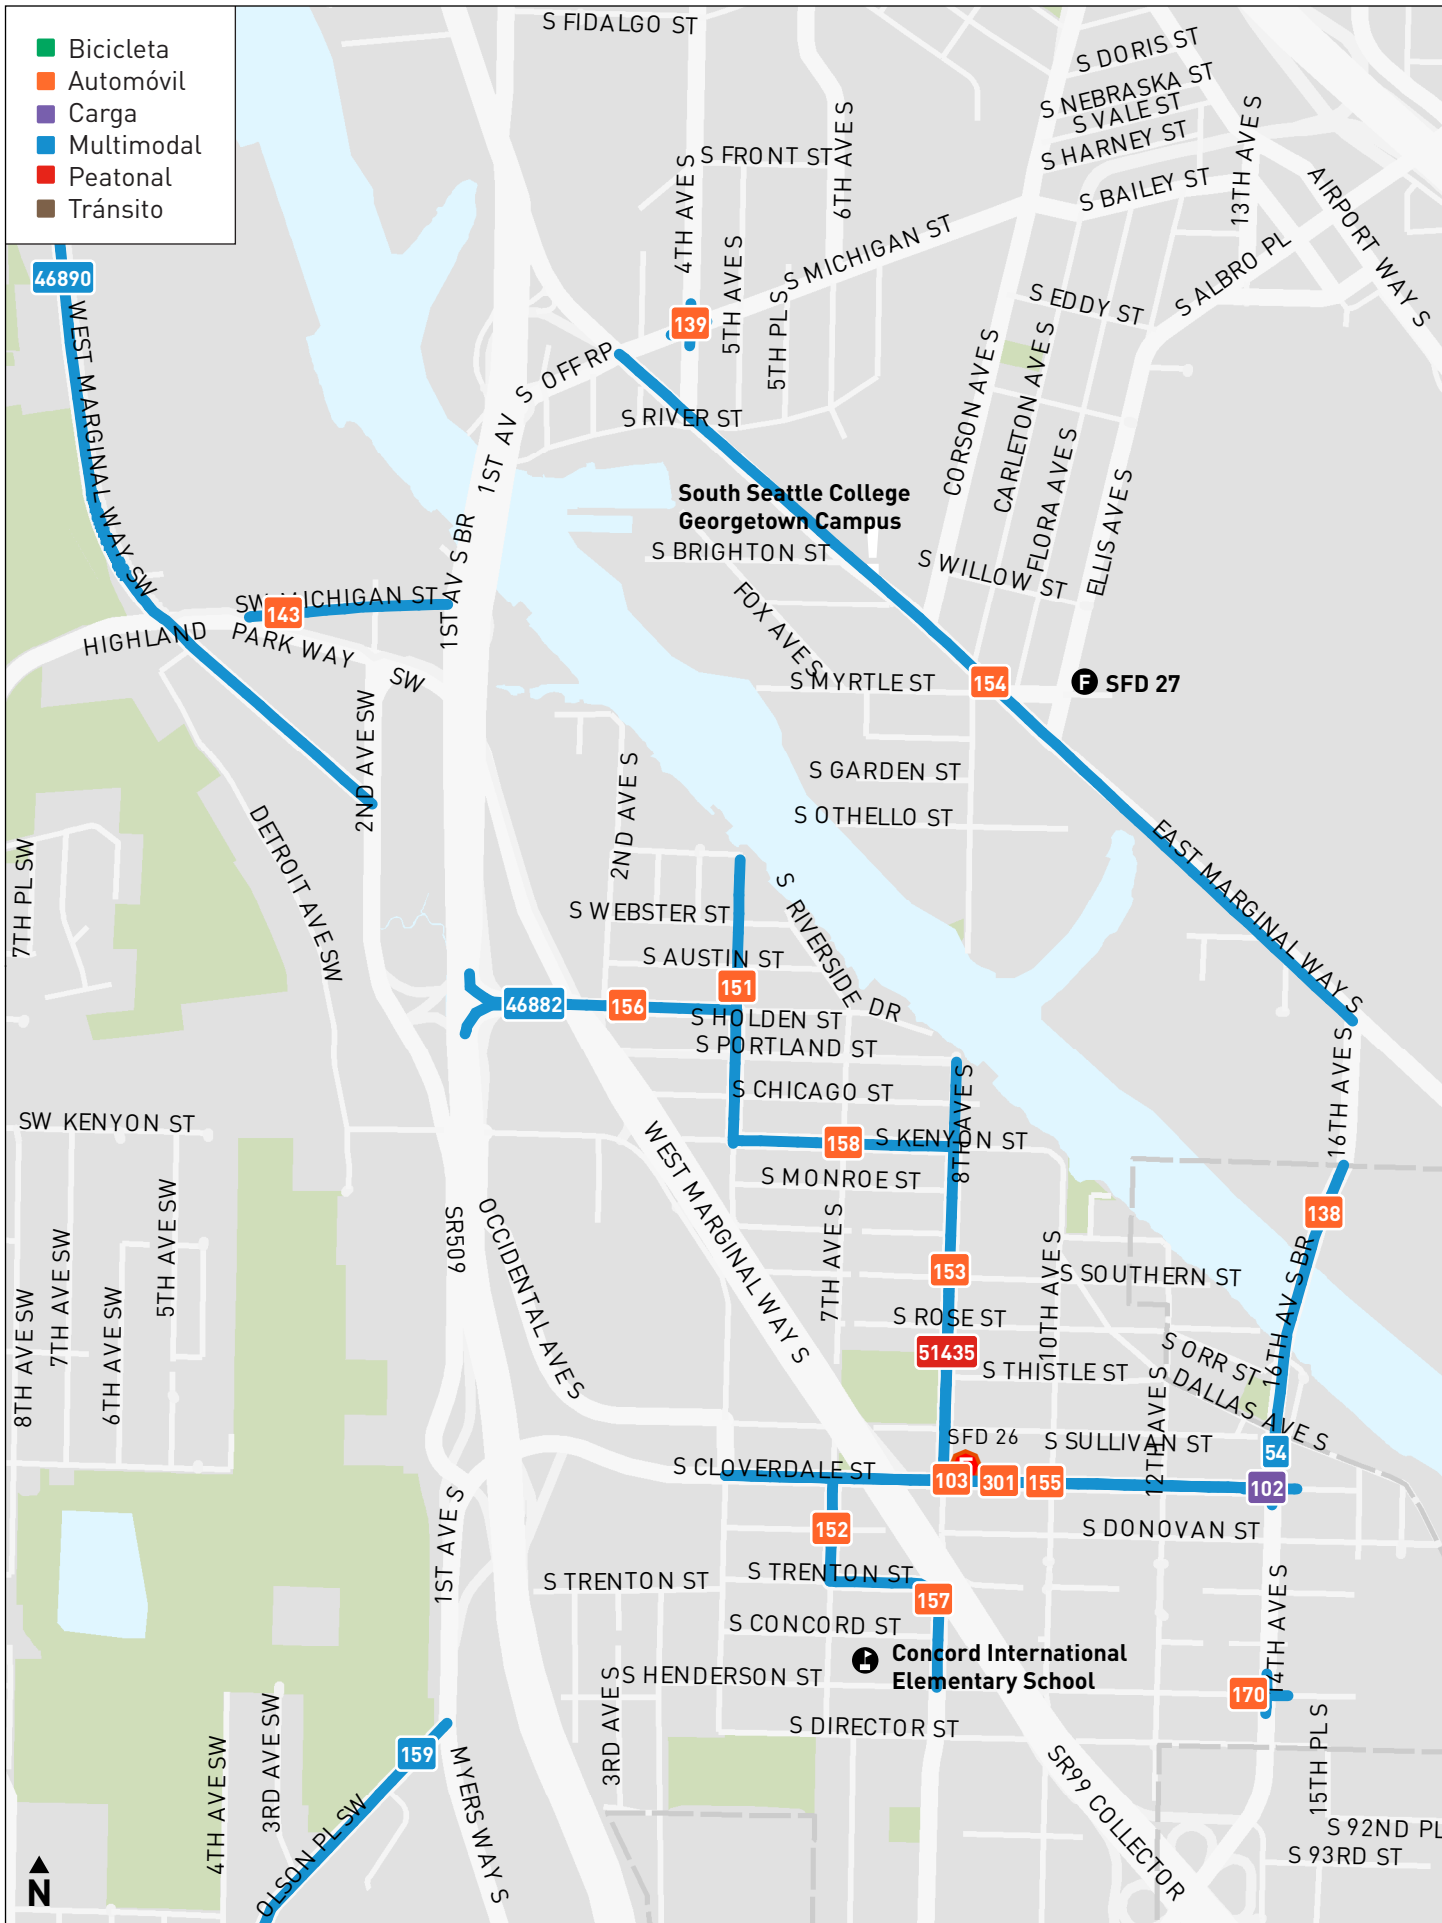 S FIDALGO ST
Bicicleta
Automóvil
Carga
Multimodal
Peatonal
Tránsito
S DORIS ST
S NEBRASKA ST
S VALE ST
S HARNEY ST
S BAILEY ST
13TH AVE S
AIRPORT WAY S
S FRONT ST
6TH AVE S
4TH AVE S
5TH AVE S
5TH PL S
S MICHIGAN ST
S ALBRO PL
S EDDY ST
46890
WEST MARGINAL WAY SW
139
1ST AV S OFF RP
S RIVER ST
CORSON AVE S
CARLETON AVE S
FLORA AVE S
ELLIS AVE S
South Seattle College
Georgetown Campus
S BRIGHTON ST
S WILLOW ST
1ST AV S BR
SW MICHIGAN ST
143
HIGHLAND PARK WAY SW
FOX AVE S
S MYRTLE ST
154
F
SFD 27
2ND AVE SW
2ND AVE S
S GARDEN ST
S OTHELLO ST
EAST MARGINAL WAY S
DETROIT AVE SW
7TH PL SW
S WEBSTER ST
S RIVERSIDE DR
S AUSTIN ST
151
46882
156
S HOLDEN ST
S PORTLAND ST
16TH AVE S
S CHICAGO ST
8TH AVE S
SW KENYON ST
158
S KENYON ST
WEST MARGINAL WAY S
S MONROE ST
138
5TH AVE SW
7TH AVE SW
SR509
OCCIDENTAL AVE S
7TH AVE S
10TH AVE S
16TH AV S BR
153
S SOUTHERN ST
8TH AVE SW
6TH AVE SW
S ROSE ST
51435
S THISTLE ST
S ORR ST
S DALLAS AVE S
12TH AVE S
SFD 26
S SULLIVAN ST
54
S CLOVERDALE ST
103
301
155
102
1ST AVE S
152
S DONOVAN ST
S TRENTON ST
S TRENTON ST
157
14TH AVE S
S CONCORD ST
Concord International
Elementary School
S HENDERSON ST
3RD AVE S
170
S DIRECTOR ST
4TH AVE SW
3RD AVE SW
159
MYERS WAY S
SR99 COLLECTOR
15TH PL S
OLSON PL SW
S 92ND PL
S 93RD ST
N